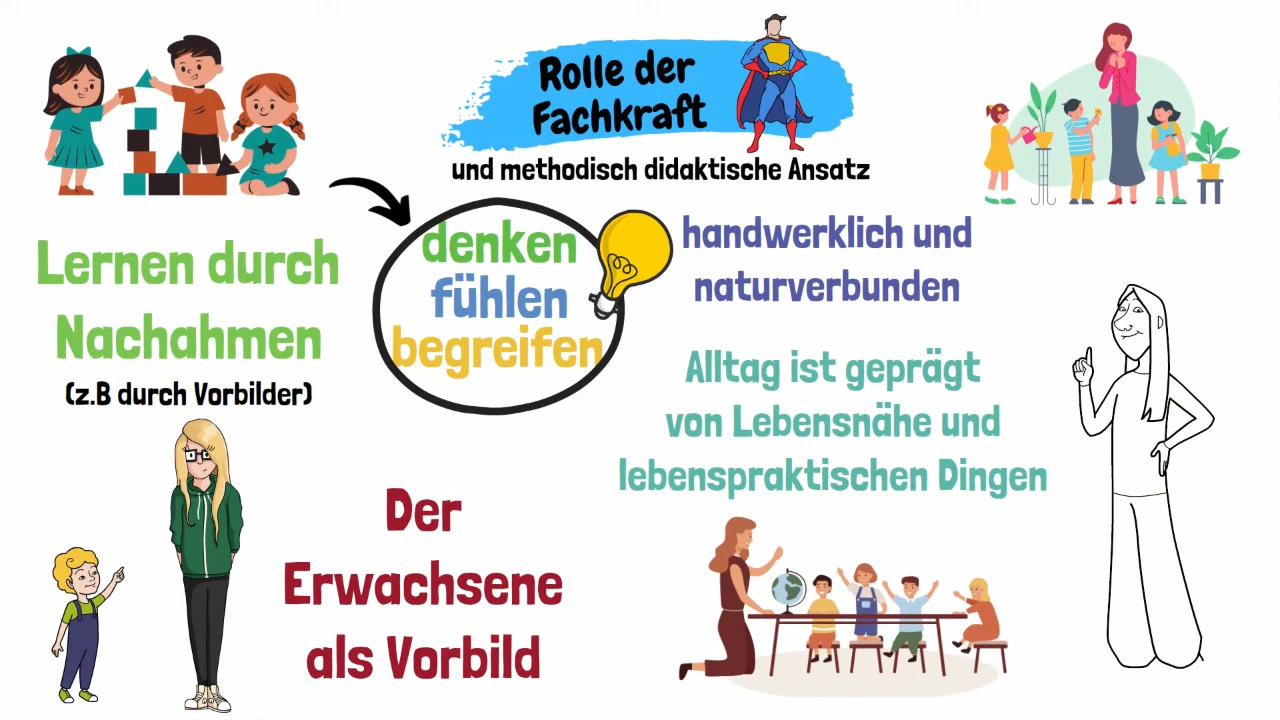 Rolle der
Fachkraft
und methodisch didaktische Ansatz
Lernen durch
Nachahmen
(z.B durch Vorbilder)
denken
fühlen
begreifen
handwerklich und
naturverbunden
Alltag ist geprägt
von Lebensnähe und
lebenspraktischen Dingen
Der
Erwachsene
als Vorbild